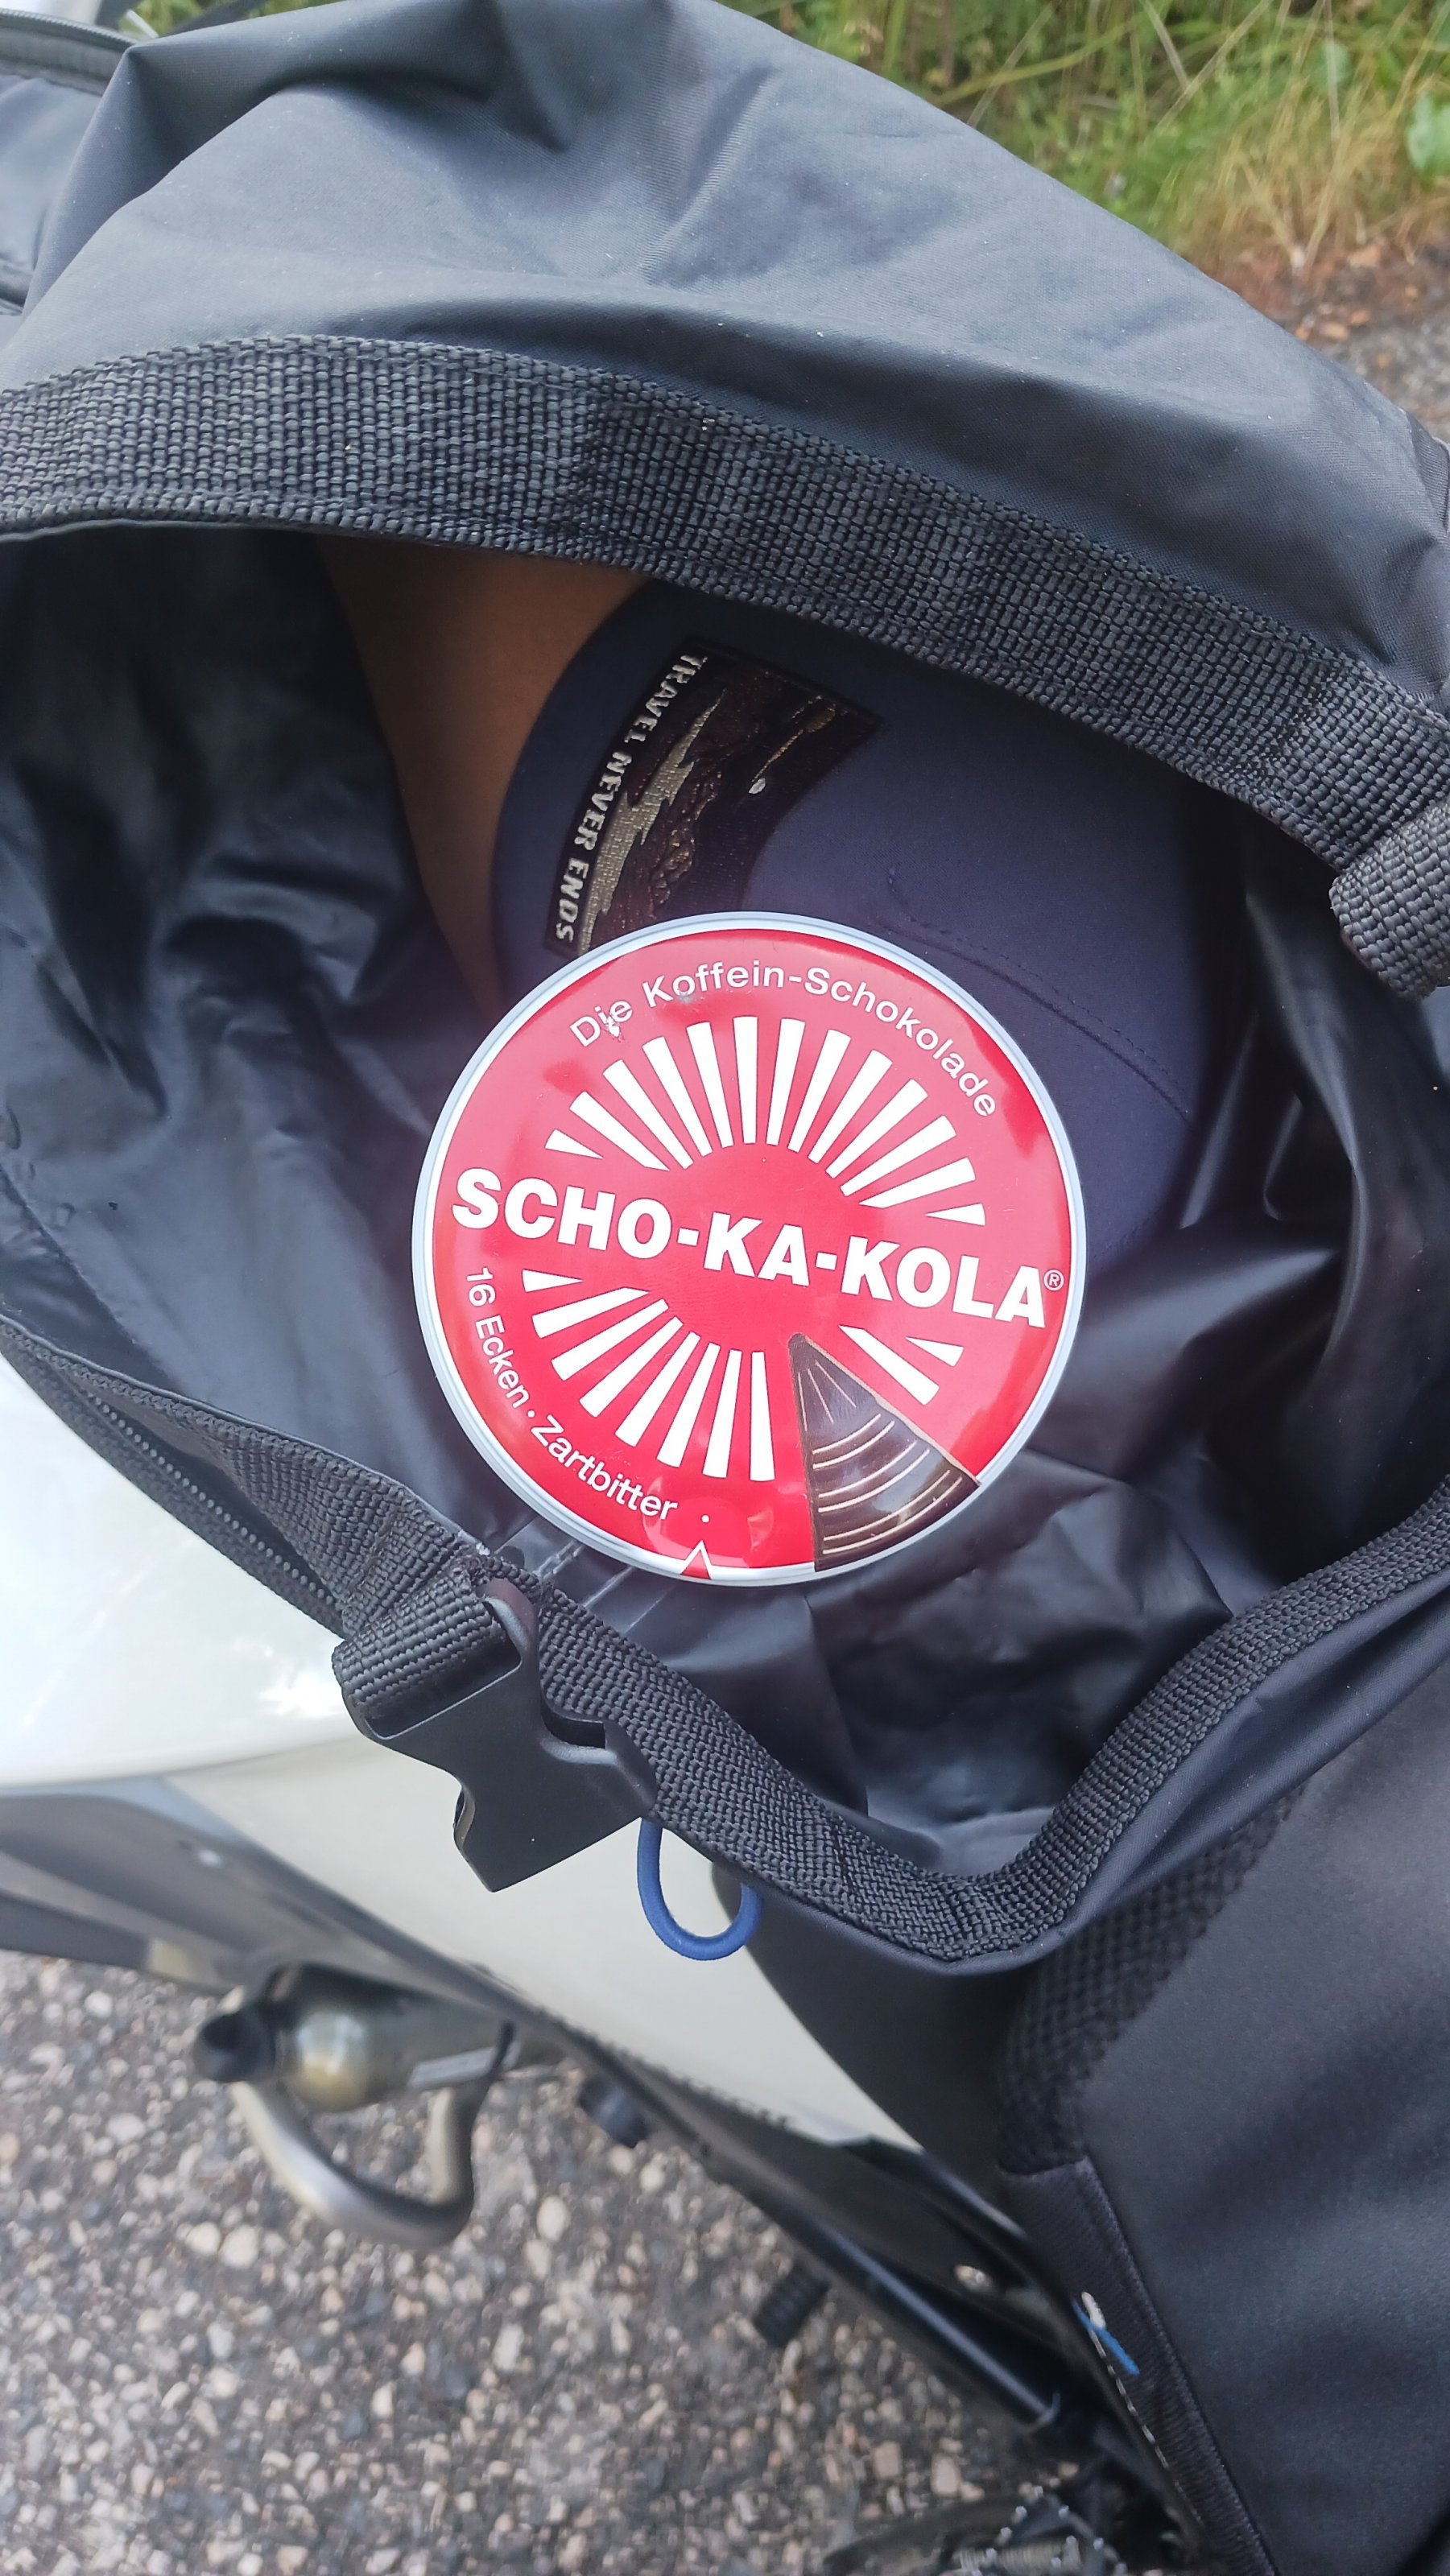 TRAVEL NEVER ENDS
Die Koffein-Schokolade
SCHO-KA-KOLA®
16 Ecken · Zartbitter ·